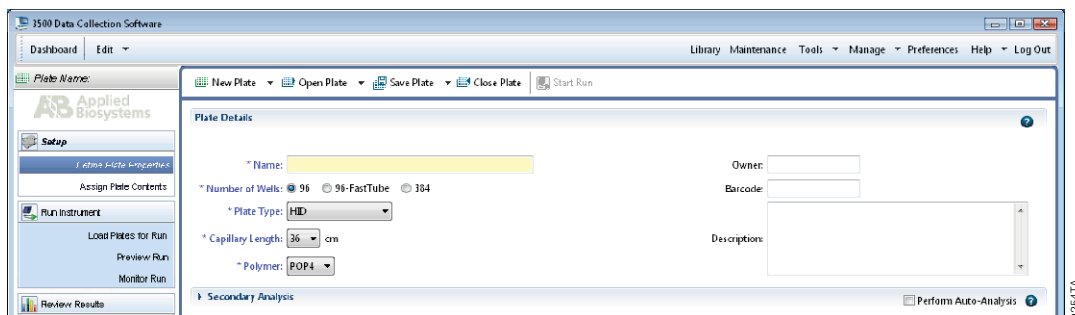 3500 Data Collection Software
Dashboard Edit Library Maintenance Tools Manage Preferences Help Log Out
Plate Name:
New Plate Open Plate Save Plate Close Plate Start Run
AB Applied Biosystems
Plate Details
Setup
Define Plate Properties
Assign Plate Contents
Run Instrument
Load Plates for Run
Preview Run
Monitor Run
Review Results
* Name:
Owner:
* Number of Wells: 96 96-FastTube 384
Barcode:
* Plate Type: HID
* Capillary Length: 36 cm
Description:
* Polymer: POP4
Secondary Analysis
Perform Auto-Analysis